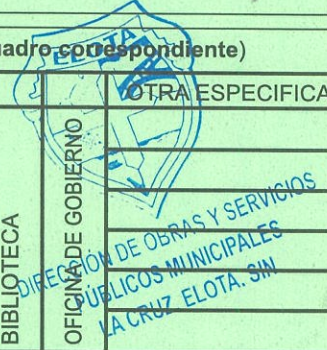 uadro correspondiente)
ELOTA
OTRA ESPECIFICA
BIBLIOTECA
OFICINA DE GOBIERNO
DIRECCIÓN DE OBRAS Y SERVICIOS
PÚBLICOS MUNICIPALES
LA CRUZ, ELOTA, SIN